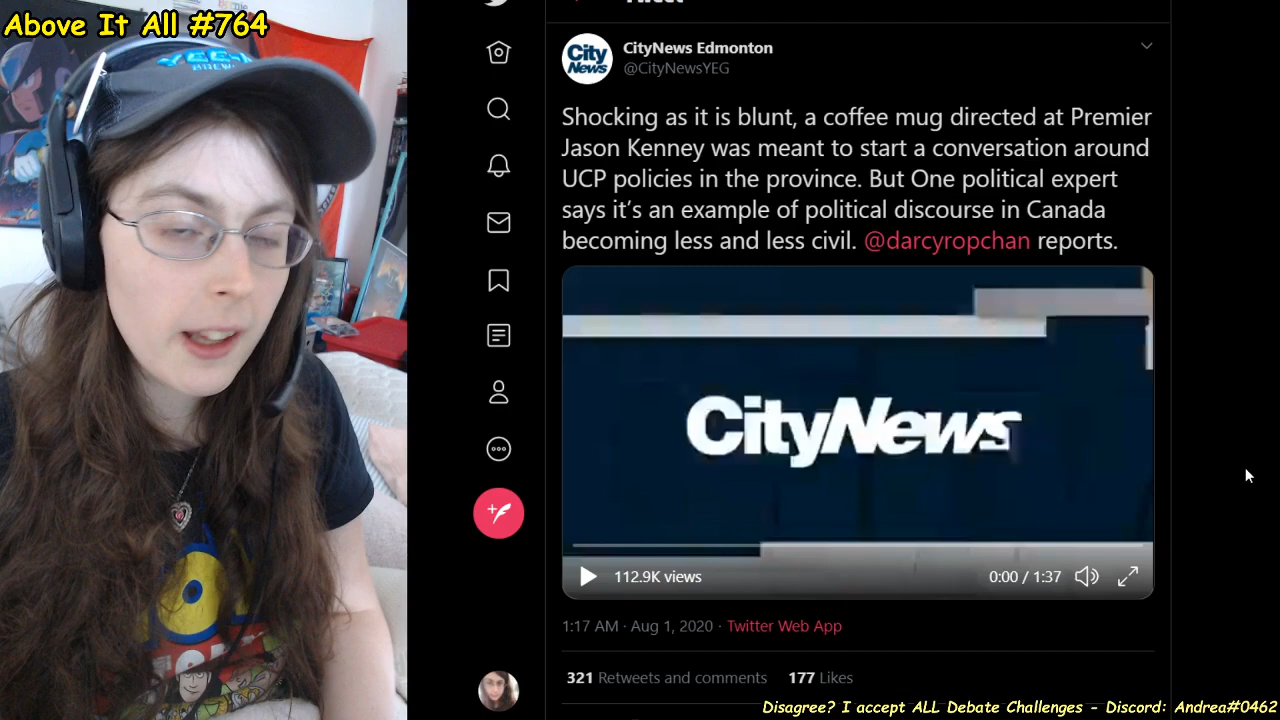 Above It All #764
CityNews Edmonton
@CityNewsYEG
Shocking as it is blunt, a coffee mug directed at Premier
Jason Kenney was meant to start a conversation around
UCP policies in the province. But One political expert
says it’s an example of political discourse in Canada
becoming less and less civil. @darcyropchan reports.
City
News
CityNews
112.9K views
0:00 / 1:37
1:17 AM · Aug 1, 2020 · Twitter Web App
321 Retweets and comments 177 Likes
Disagree? I accept ALL Debate Challenges - Discord: Andrea#0462